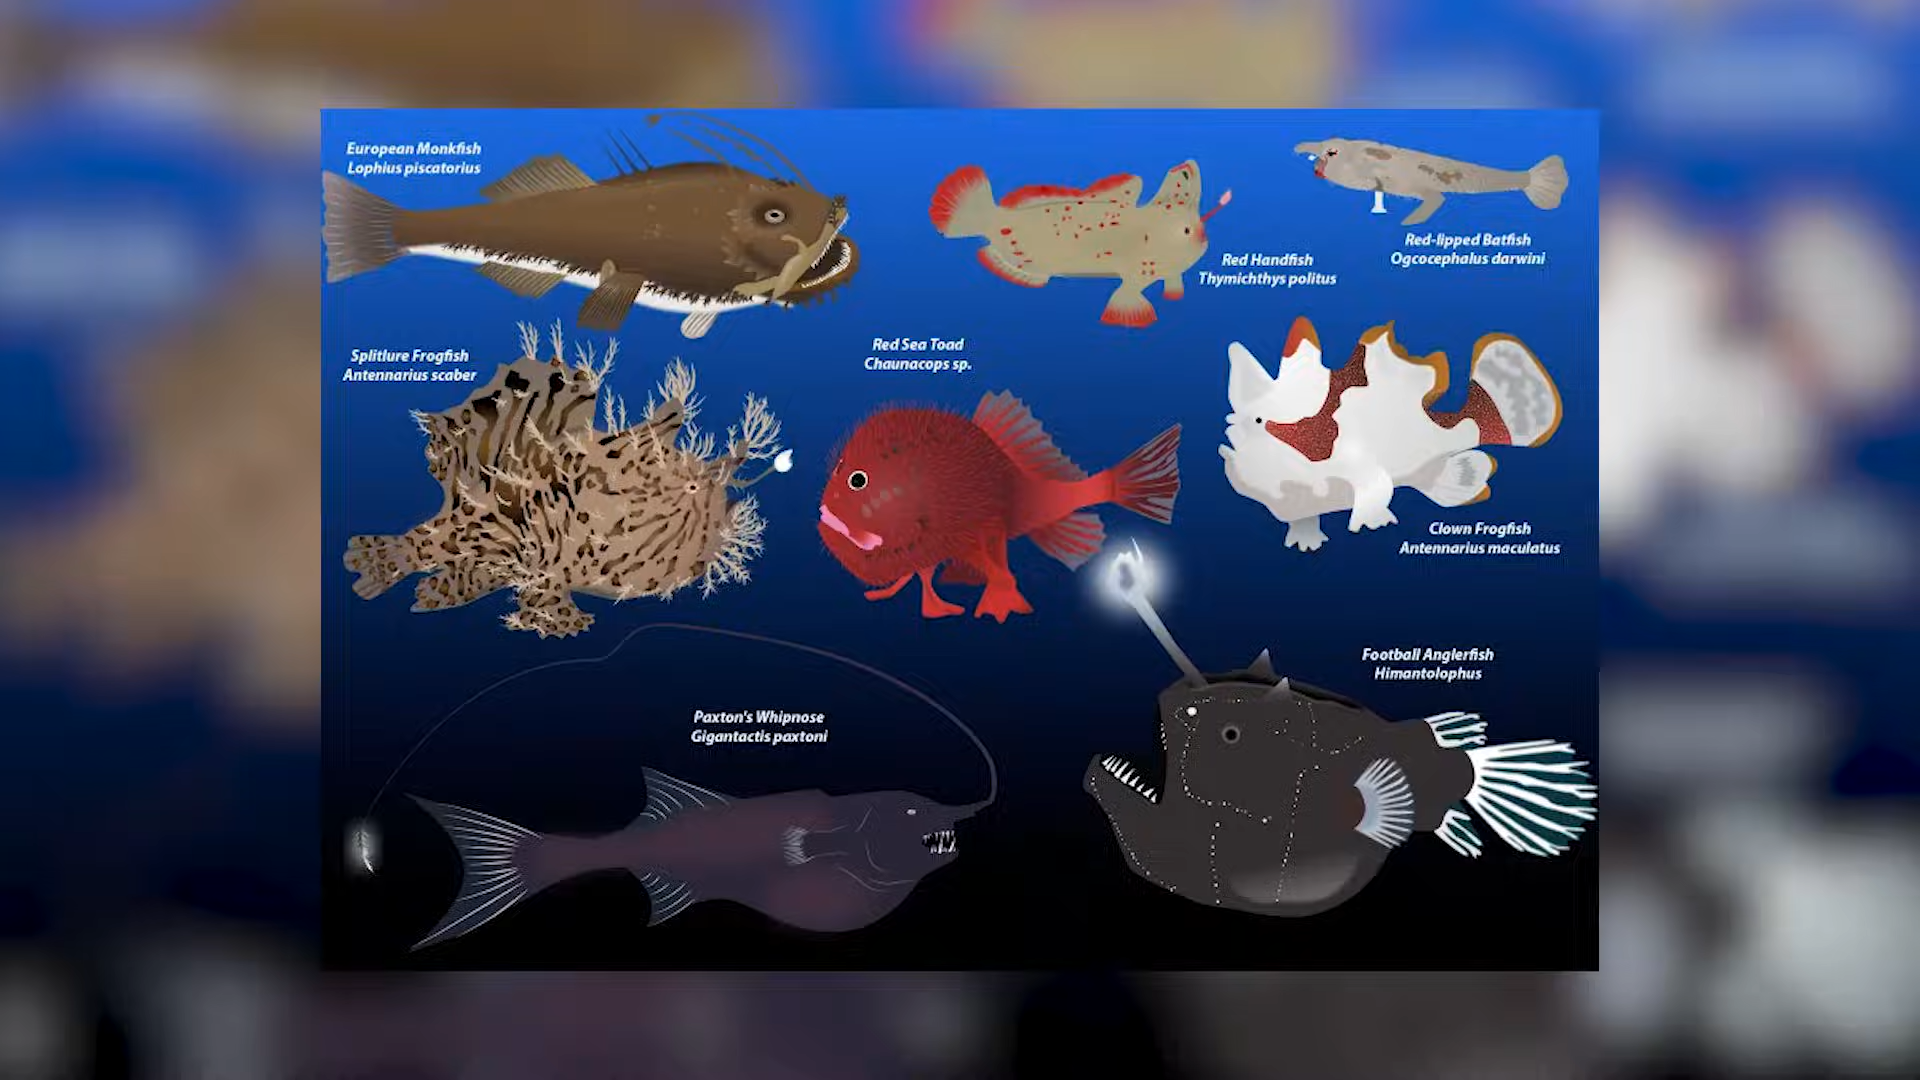 European Monkfish
Lophius piscatorius
Red Handfish
Thymichthys politus
Red-lipped Batfish
Ogcocephalus darwini
Splitlure Frogfish
Antennarius scaber
Red Sea Toad
Chaunacops sp.
Clown Frogfish
Antennarius maculatus
Paxton's Whipnose
Gigantactis paxtoni
Football Anglerfish
Himantolophus